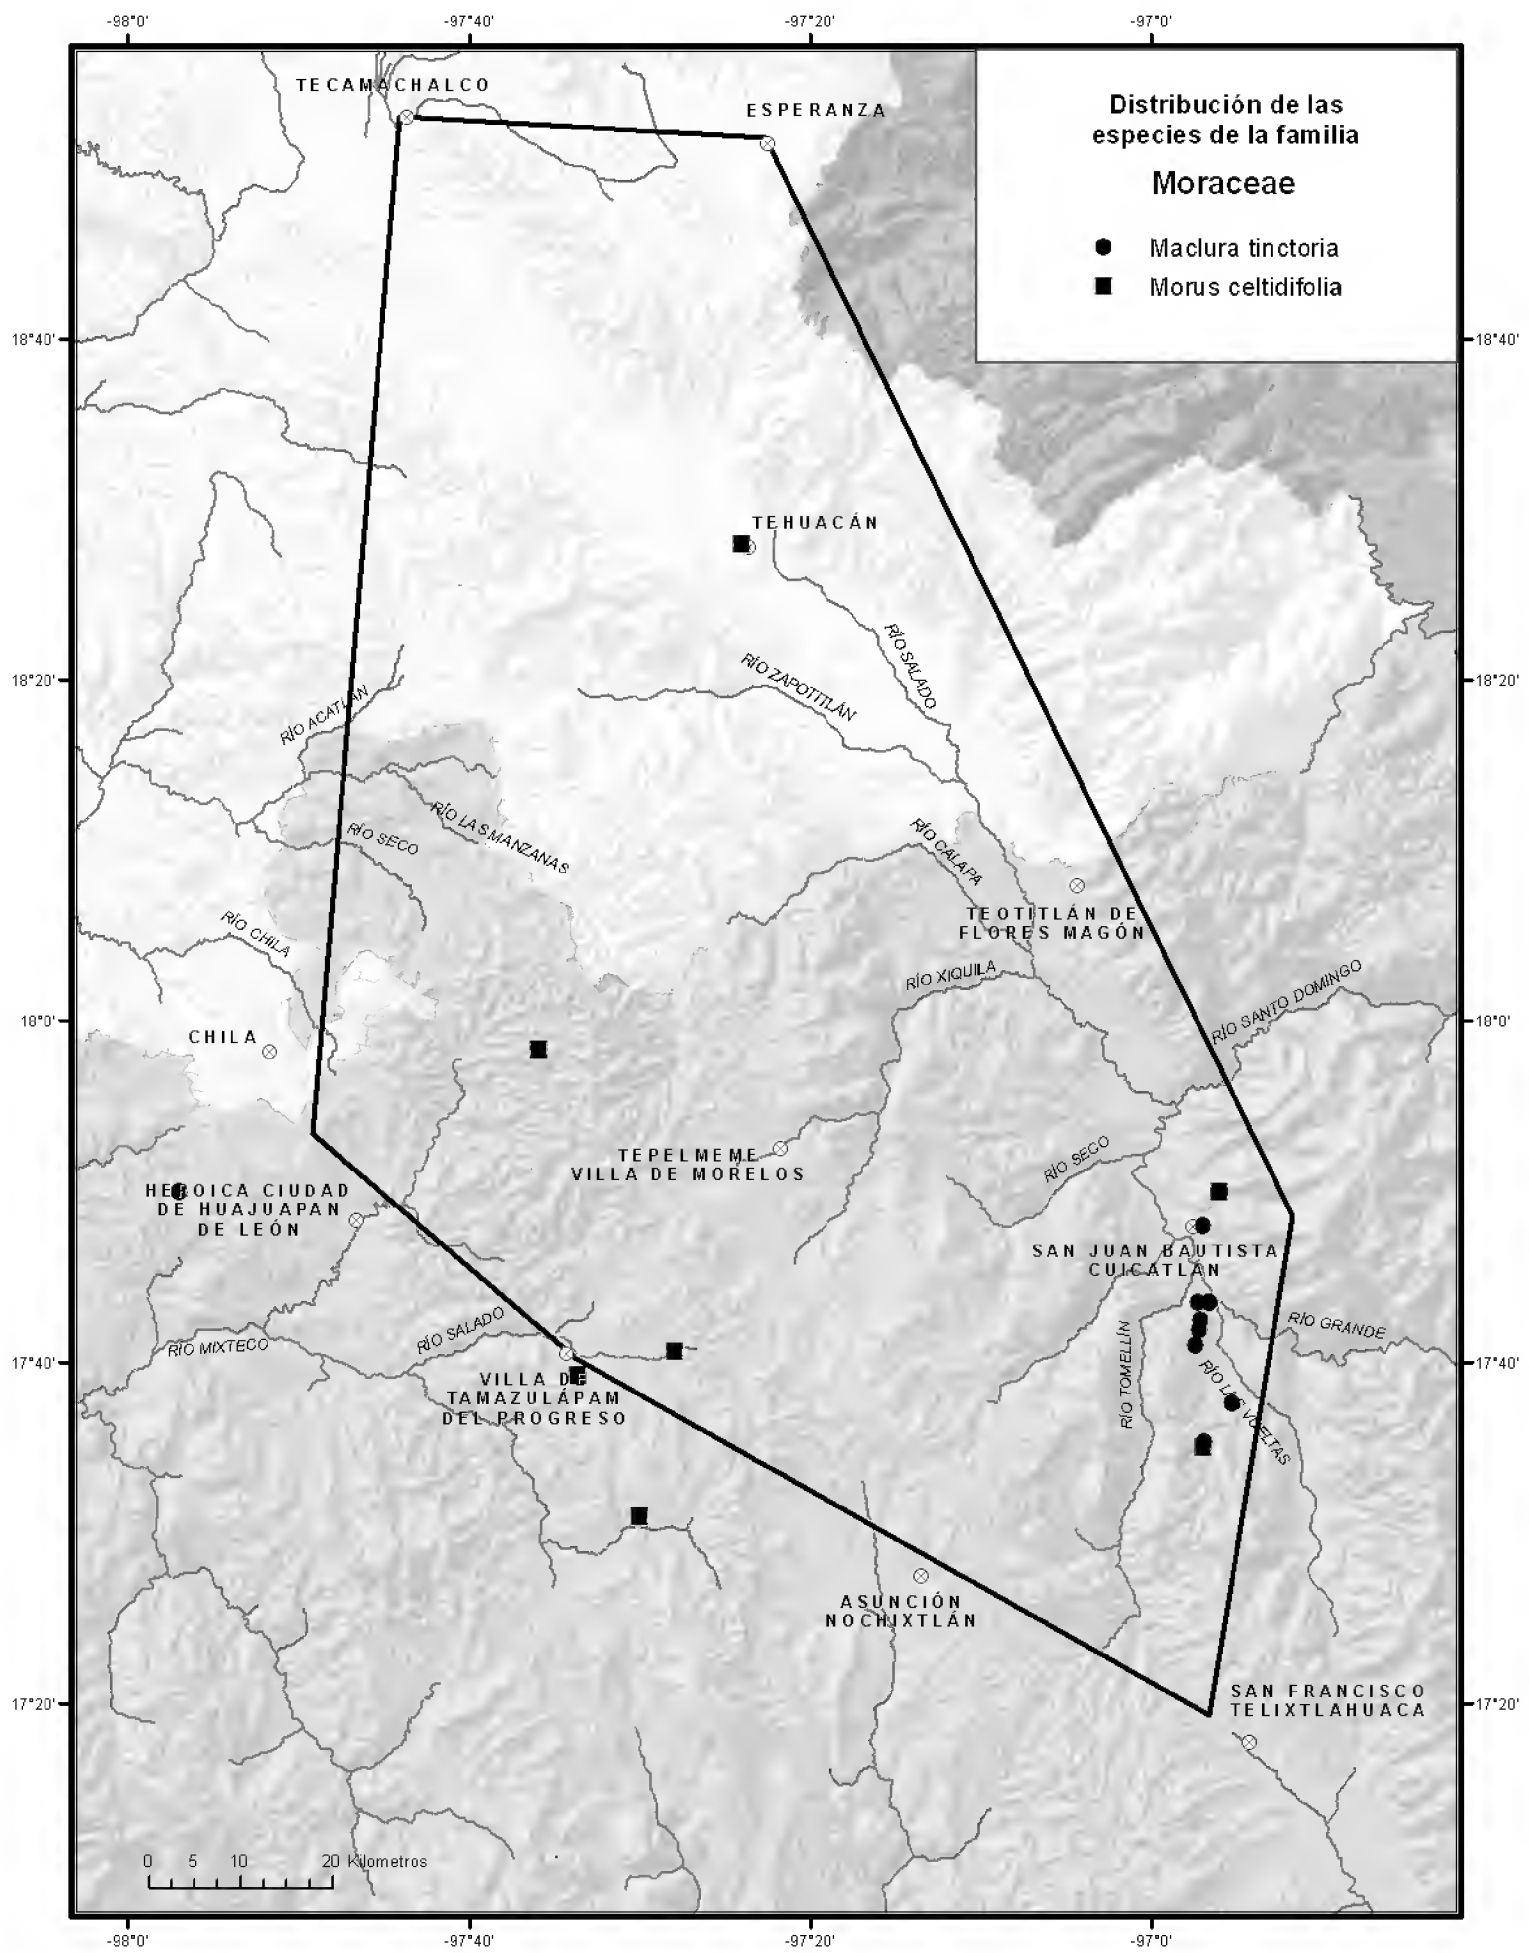 -98°0'
-97°40'
-97°20'
-97°0'
TECAMACHALCO
ESPERANZA
Distribución de las
especies de la familia
Moraceae
Maclura tinctoria
Morus celtidifolia
18°40'
18°40'
TEHUACÁN
RÍO SALADO
RÍO ZAPOTITLÁN
18°20'
18°20'
RÍO ACATLÁN
RÍO LAS MANZANAS
RÍO SECO
RÍO CALAPA
TEOTITLÁN DE
FLORES MAGÓN
RÍO CHILA
RÍO XIQUILA
RÍO SANTO DOMINGO
18°0'
18°0'
CHILA
TEPELMEME
VILLA DE MORELOS
RÍO SECO
HEROICA CIUDAD
DE HUAJUAPAN
DE LEÓN
SAN JUAN BAUTISTA
CUICATLÁN
RÍO SALADO
RÍO MIXTECO
RÍO GRANDE
RÍO TOMELLÍN
17°40'
17°40'
RÍO LAS VUELTAS
VILLA DE
TAMAZULÁPAM
DEL PROGRESO
ASUNCIÓN
NOCHIXTLÁN
SAN FRANCISCO
TELIXTLAHUACA
17°20'
17°20'
0 5 10 20 Kilometros
-98°0'
-97°40'
-97°20'
-97°0'